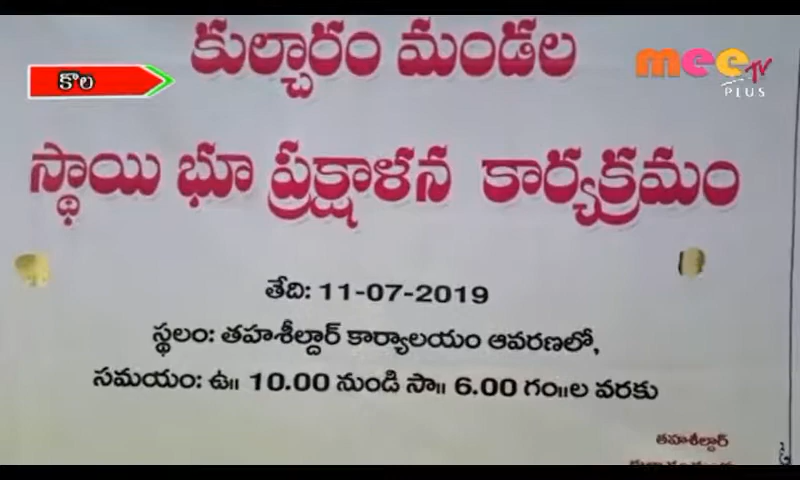 కుల్చారం మండల
కొల
mee TV
PLUS
స్థాయి భూ ప్రక్షాళన కార్యక్రమం
తేది: 11-07-2019
స్థలం: తహశీల్దార్ కార్యాలయం ఆవరణలో,
సమయం: ఉ॥ 10.00 నుండి సా॥ 6.00 గం॥ల వరకు
తహశీల్దార్